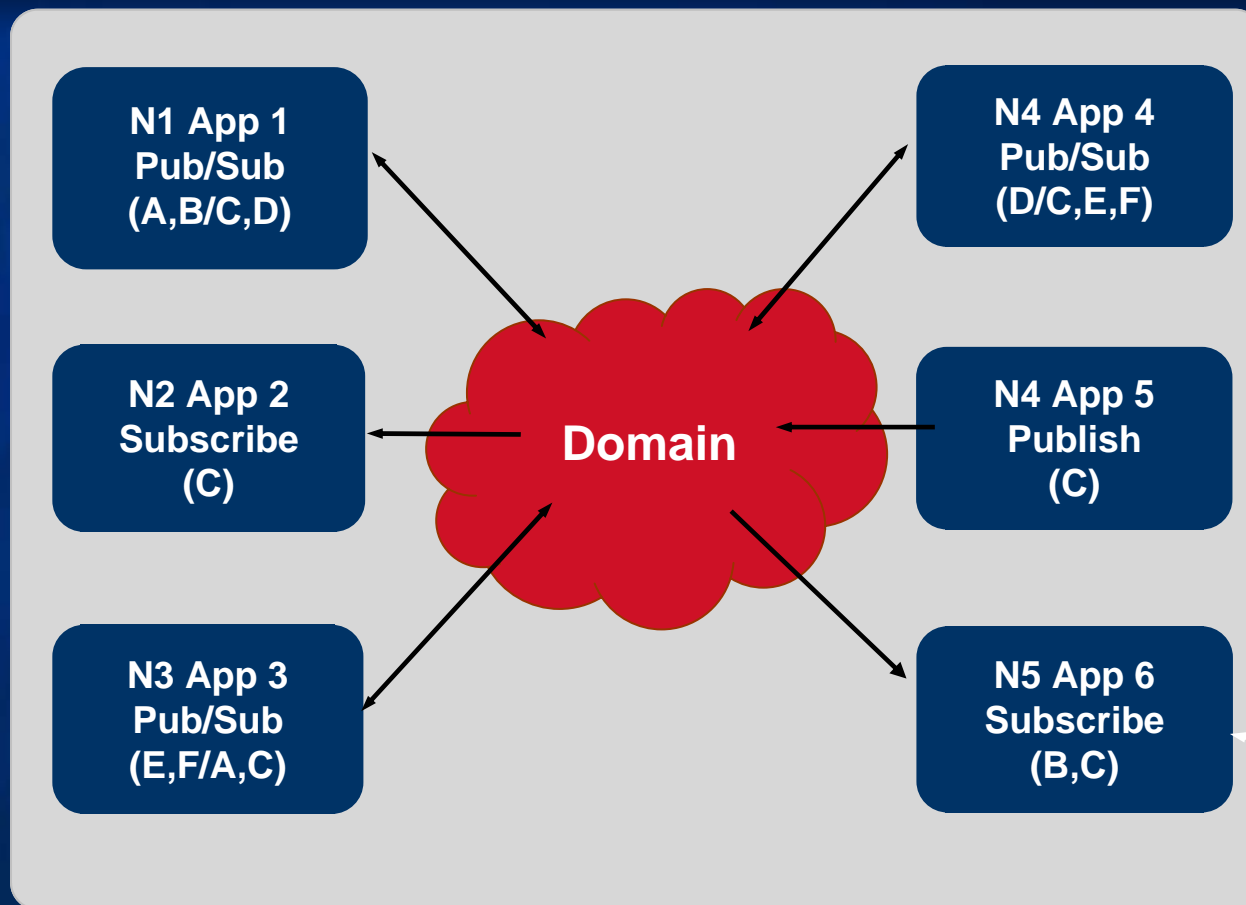 N1 App 1
Pub/Sub
(A,B/C,D)
N4 App 4
Pub/Sub
(D/C,E,F)
N2 App 2
Subscribe
(C)
Domain
N4 App 5
Publish
(C)
N3 App 3
Pub/Sub
(E,F/A,C)
N5 App 6
Subscribe
(B,C)